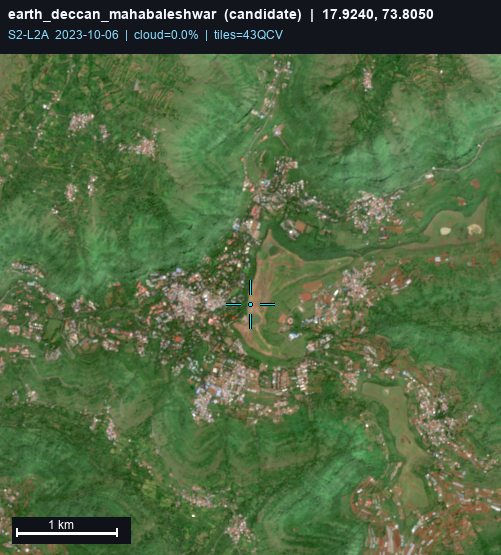 earth_deccan_mahabaleshwar (candidate) | 17.9240, 73.8050
S2-L2A 2023-10-06 | cloud=0.0% | tiles=43QCV
1 km